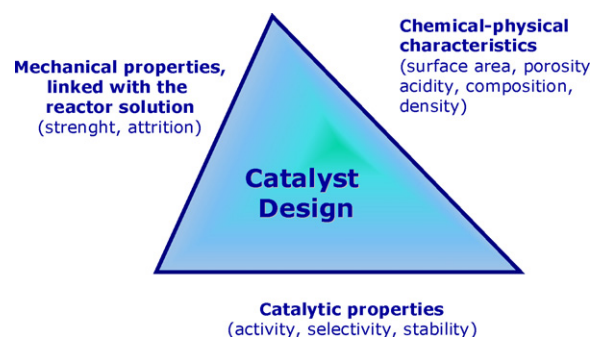 Chemical-physical
characteristics
(surface area, porosity
acidity, composition,
density)
Mechanical properties,
linked with the
reactor solution
(strenght, attrition)
Catalyst
Design
Catalytic properties
(activity, selectivity, stability)